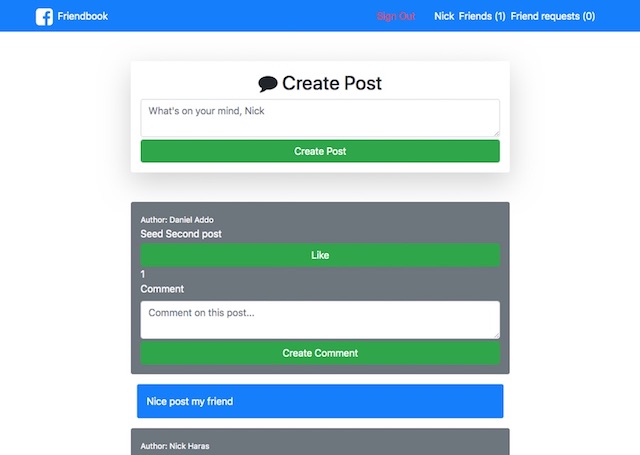 Friendbook Sign Out Nick Friends (1) Friend requests (0)
Create Post
What's on your mind, Nick
Create Post
Author: Daniel Addo
Seed Second post
Like
1
Comment
Comment on this post...
Create Comment
Nice post my friend
Author: Nick Haras